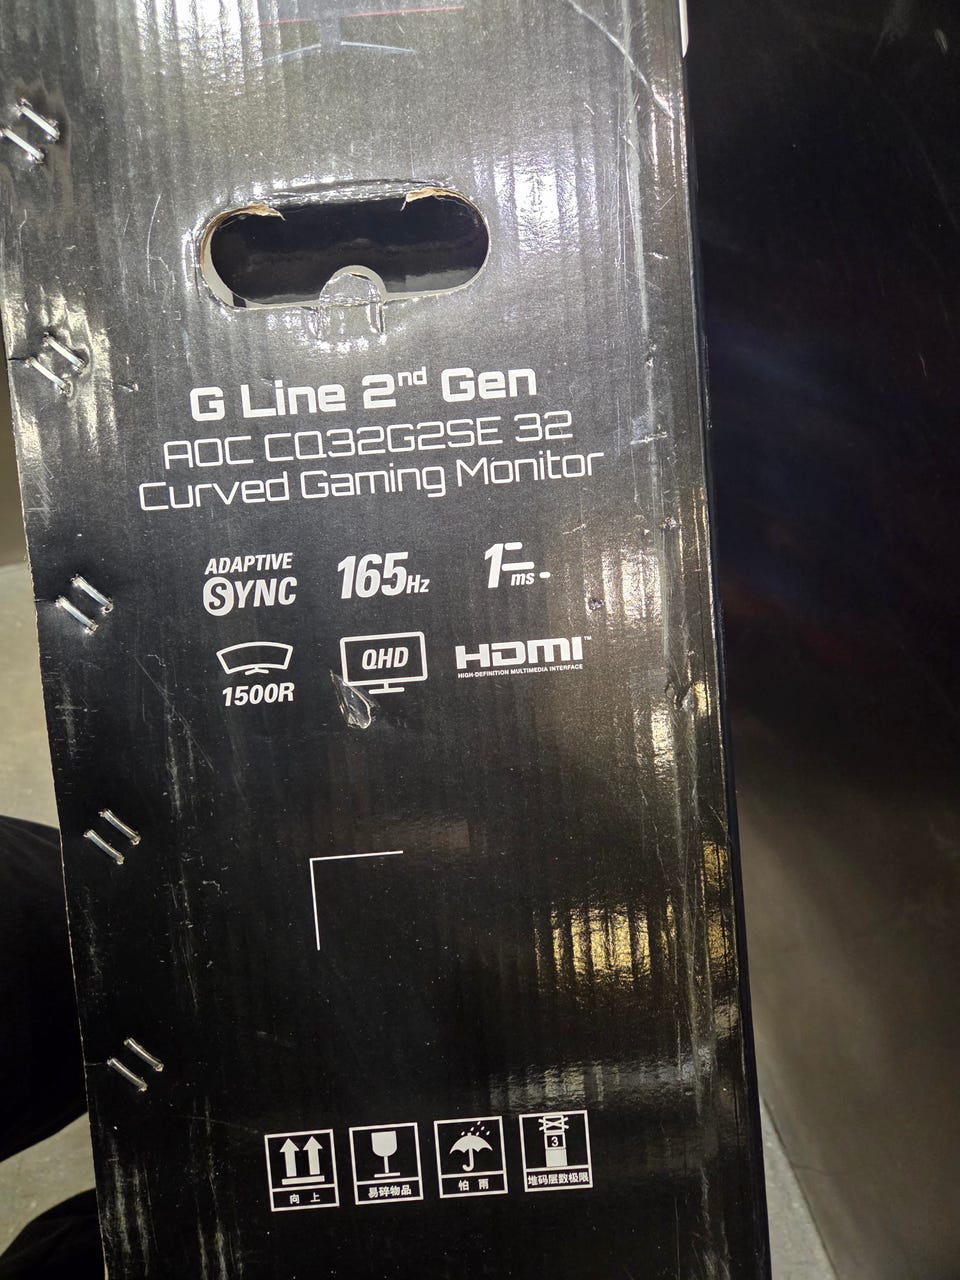 G Line 2nd Gen
AOC CQ32G2SE 32
Curved Gaming Monitor
ADAPTIVE
SYNC
165Hz
1ms
1500R
QHD
HDMI™
HIGH-DEFINITION MULTIMEDIA INTERFACE
3
向上
易碎物品
怕雨
堆码层数极限